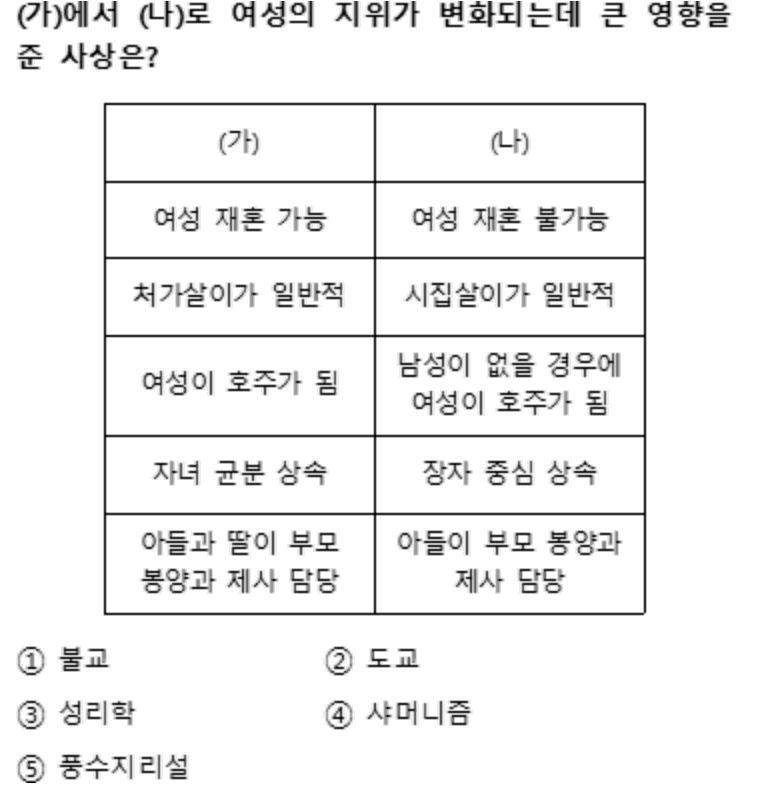 (가)에서 (나)로 여성의 지위가 변화되는데 큰 영향을
준 사상은?
(가) (나)
여성 재혼 가능 여성 재혼 불가능
처가살이가 일반적 시집살이가 일반적
여성이 호주가 됨
남성이 없을 경우에
여성이 호주가 됨
자녀 균분 상속 장자 중심 상속
아들과 딸이 부모
봉양과 제사 담당
아들이 부모 봉양과
제사 담당
① 불교 ② 도교
③ 성리학 ④ 샤머니즘
⑤ 풍수지리설